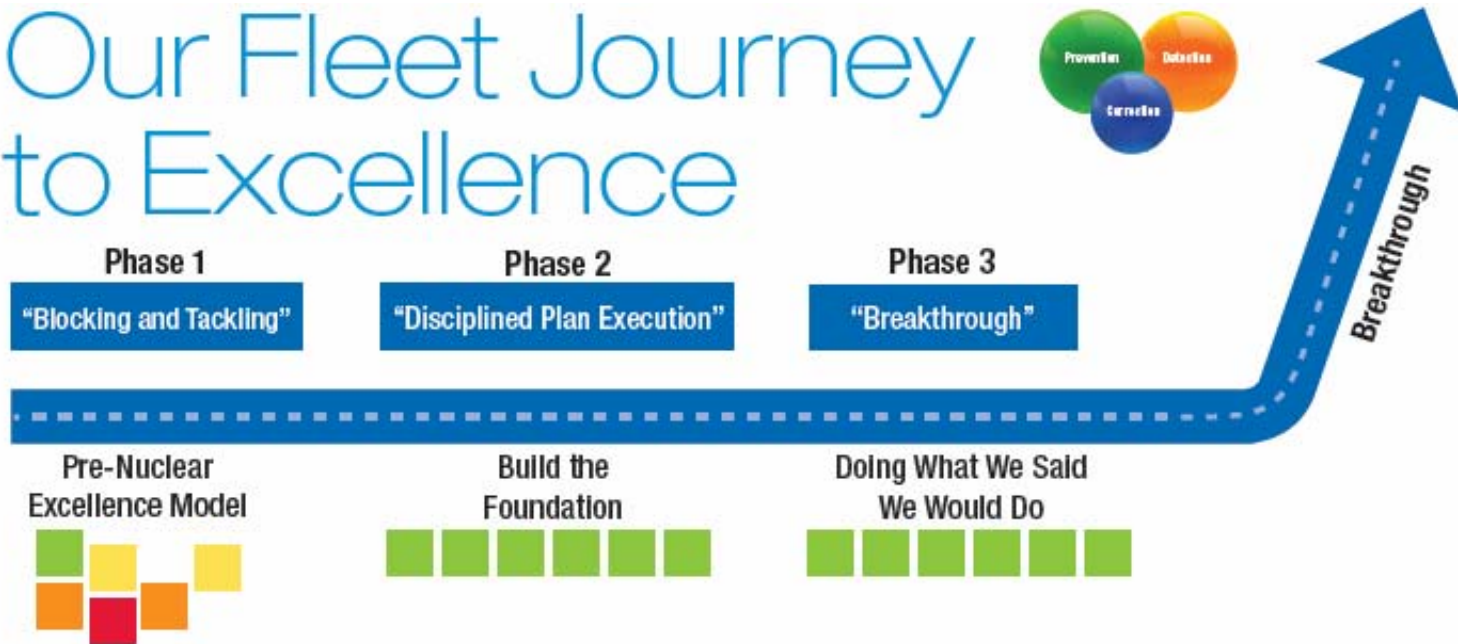 Our Fleet Journey
to Excellence
Prevention
Detection
Correction
Breakthrough
Phase 1
Phase 2
Phase 3
“Blocking and Tackling”
“Disciplined Plan Execution”
“Breakthrough”
Pre-Nuclear
Excellence Model
Build the
Foundation
Doing What We Said
We Would Do